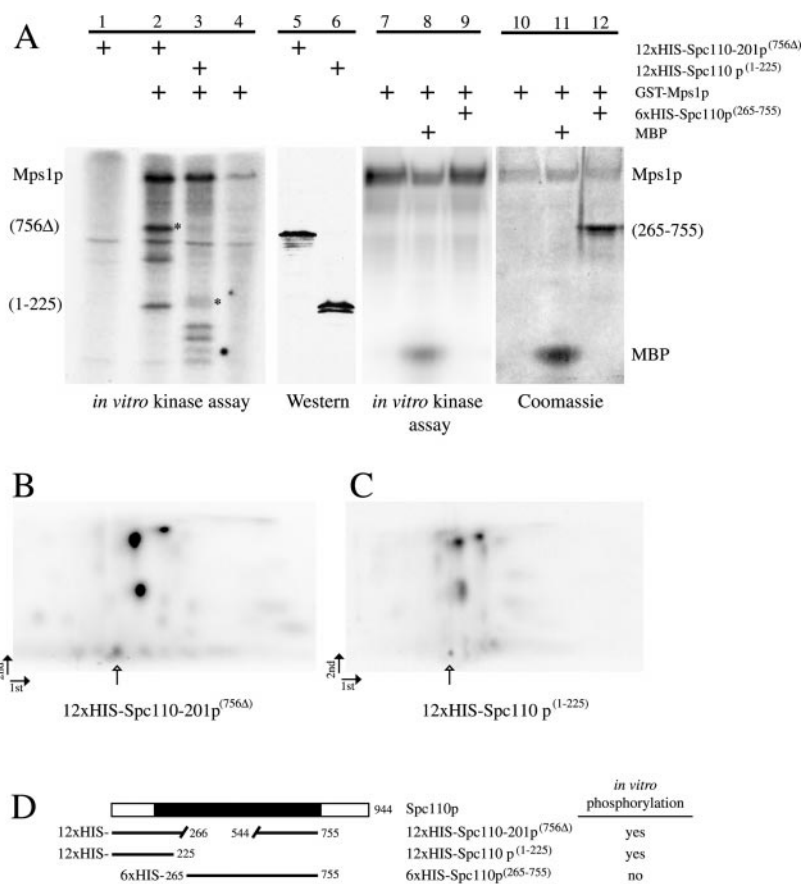 A
1 2 3 4 5 6 7 8 9 10 11 12
+ + 12xHIS-Spc110-201p(756Δ)
+ + 12xHIS-Spc110 p(1-225)
+ + + + + + + + + GST-Mps1p
+ + 6xHIS-Spc110p(265-755)
+ + MBP
Mps1p Mps1p
(756Δ) * (265-755)
(1-225) *
MBP
in vitro kinase assay Western in vitro kinase assay Coomassie
B C
2nd 1st 2nd 1st
12xHIS-Spc110-201p(756Δ) 12xHIS-Spc110 p(1-225)
D in vitro
phosphorylation
944 Spc110p
12xHIS- 266 544 755 12xHIS-Spc110-201p(756Δ) yes
12xHIS- 225 12xHIS-Spc110 p(1-225) yes
6xHIS-265 755 6xHIS-Spc110p(265-755) no